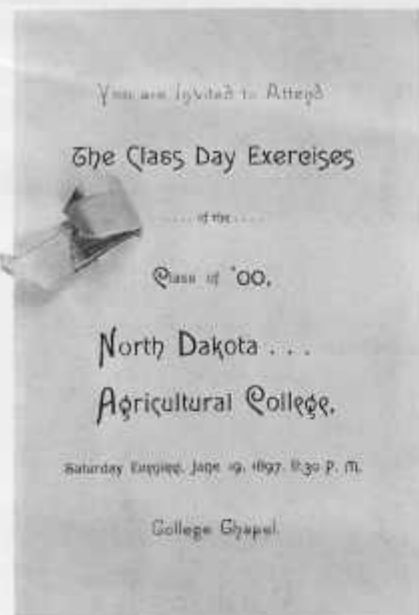 You are Invited to Attend
The Class Day Exercises
.... of the ....
Class of '00,
North Dakota . . .
Agricultural College,
Saturday Evening, June 19, 1897, 8:30 P. M.
College Chapel